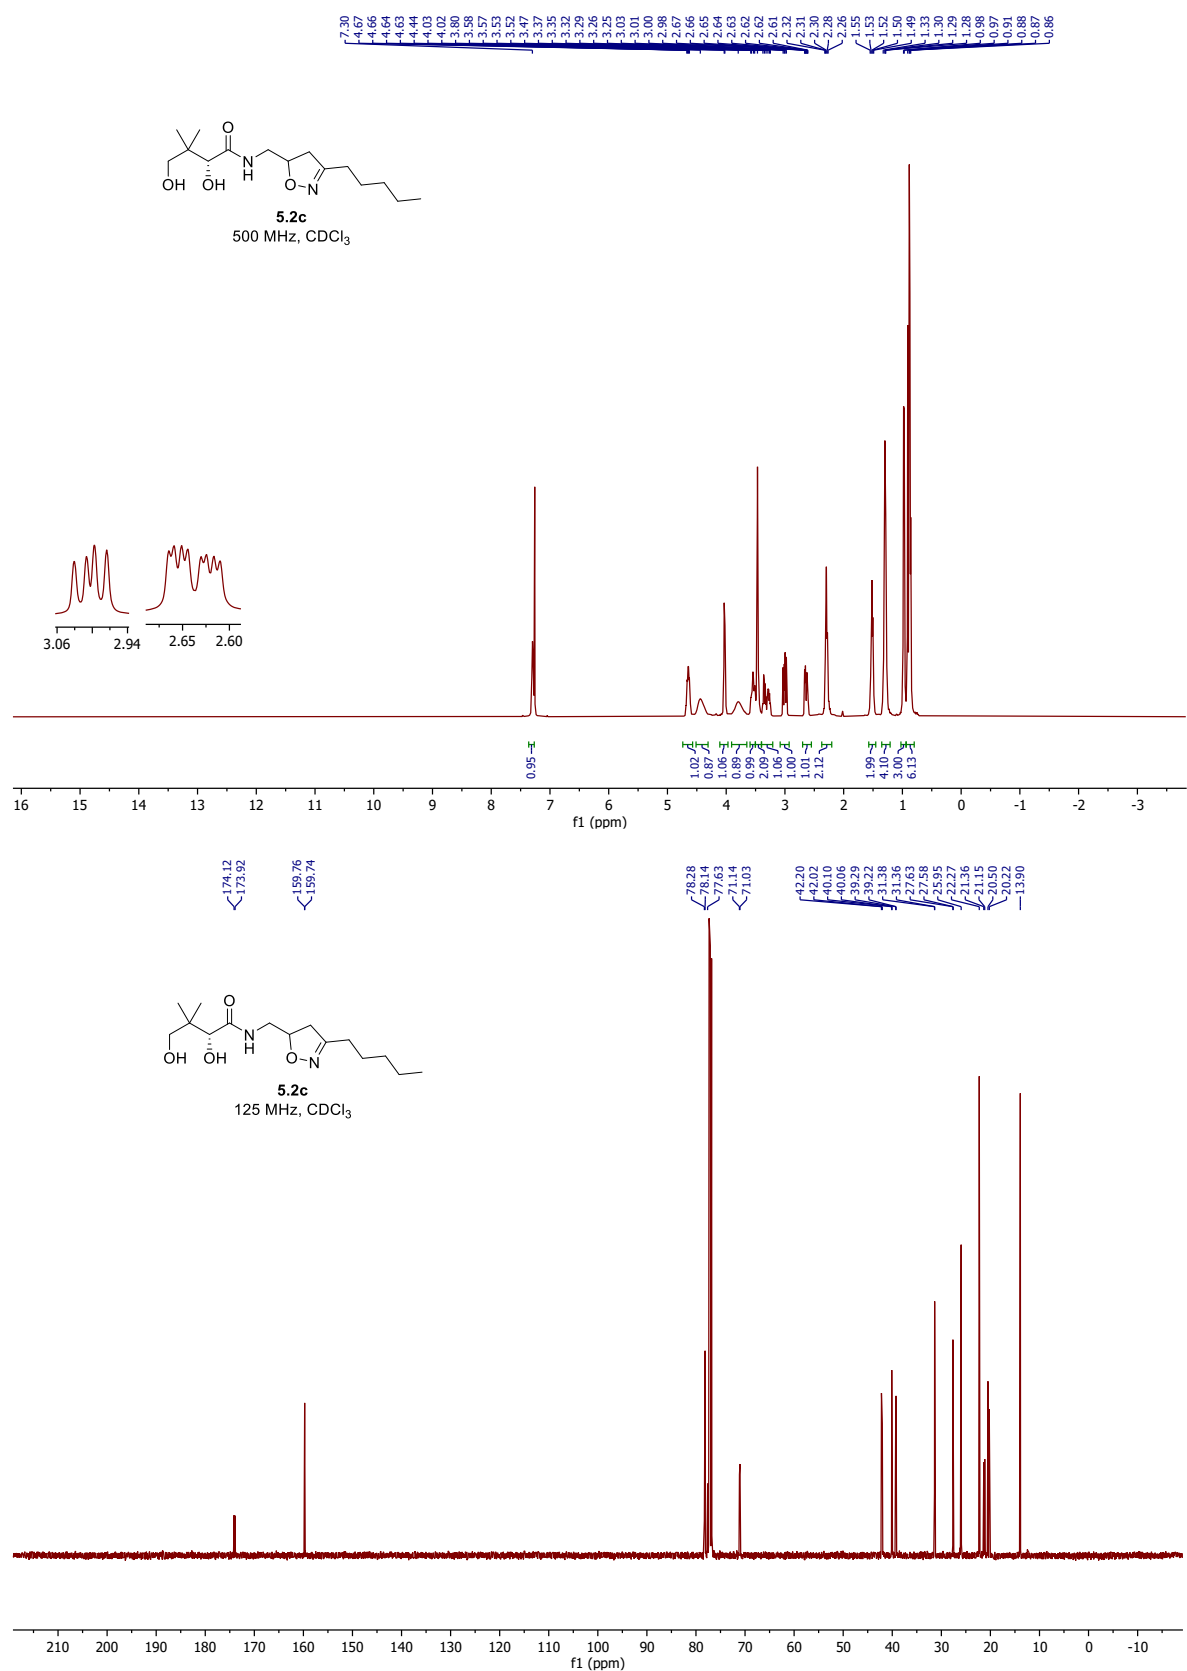 7.30 4.67 4.66 4.64 4.63 4.44 4.03 4.02 3.80 3.58 3.57 3.53 3.52 3.47 3.37 3.35 3.32 3.29 3.26 3.25 3.03 3.01 3.00 2.98 2.67 2.66 2.65 2.64 2.63 2.62 2.62 2.61 2.32 2.31 2.30 2.28 2.26 1.55 1.53 1.52 1.50 1.49 1.33 1.30 1.29 1.28 0.98 0.97 0.91 0.88 0.87 0.86
O
N
H
OH
OH
O
N
5.2c
500 MHz, CDCl₃
3.06 2.94
2.65 2.60
0.95 1.02 0.87 1.06 0.89 0.99 2.09 1.06 1.00 1.01 2.12 1.99 4.10 3.00 6.13
16 15 14 13 12 11 10 9 8 7 6 5 4 3 2 1 0 -1 -2 -3
f1 (ppm)
174.12 173.92 159.76 159.74 78.28 78.14 77.63 71.14 71.03 42.20 42.02 40.10 40.06 39.29 39.22 31.38 31.36 27.63 27.58 25.95 22.27 21.36 21.15 20.50 20.22 13.90
O
N
H
OH
OH
O
N
5.2c
125 MHz, CDCl₃
210 200 190 180 170 160 150 140 130 120 110 100 90 80 70 60 50 40 30 20 10 0 -10
f1 (ppm)